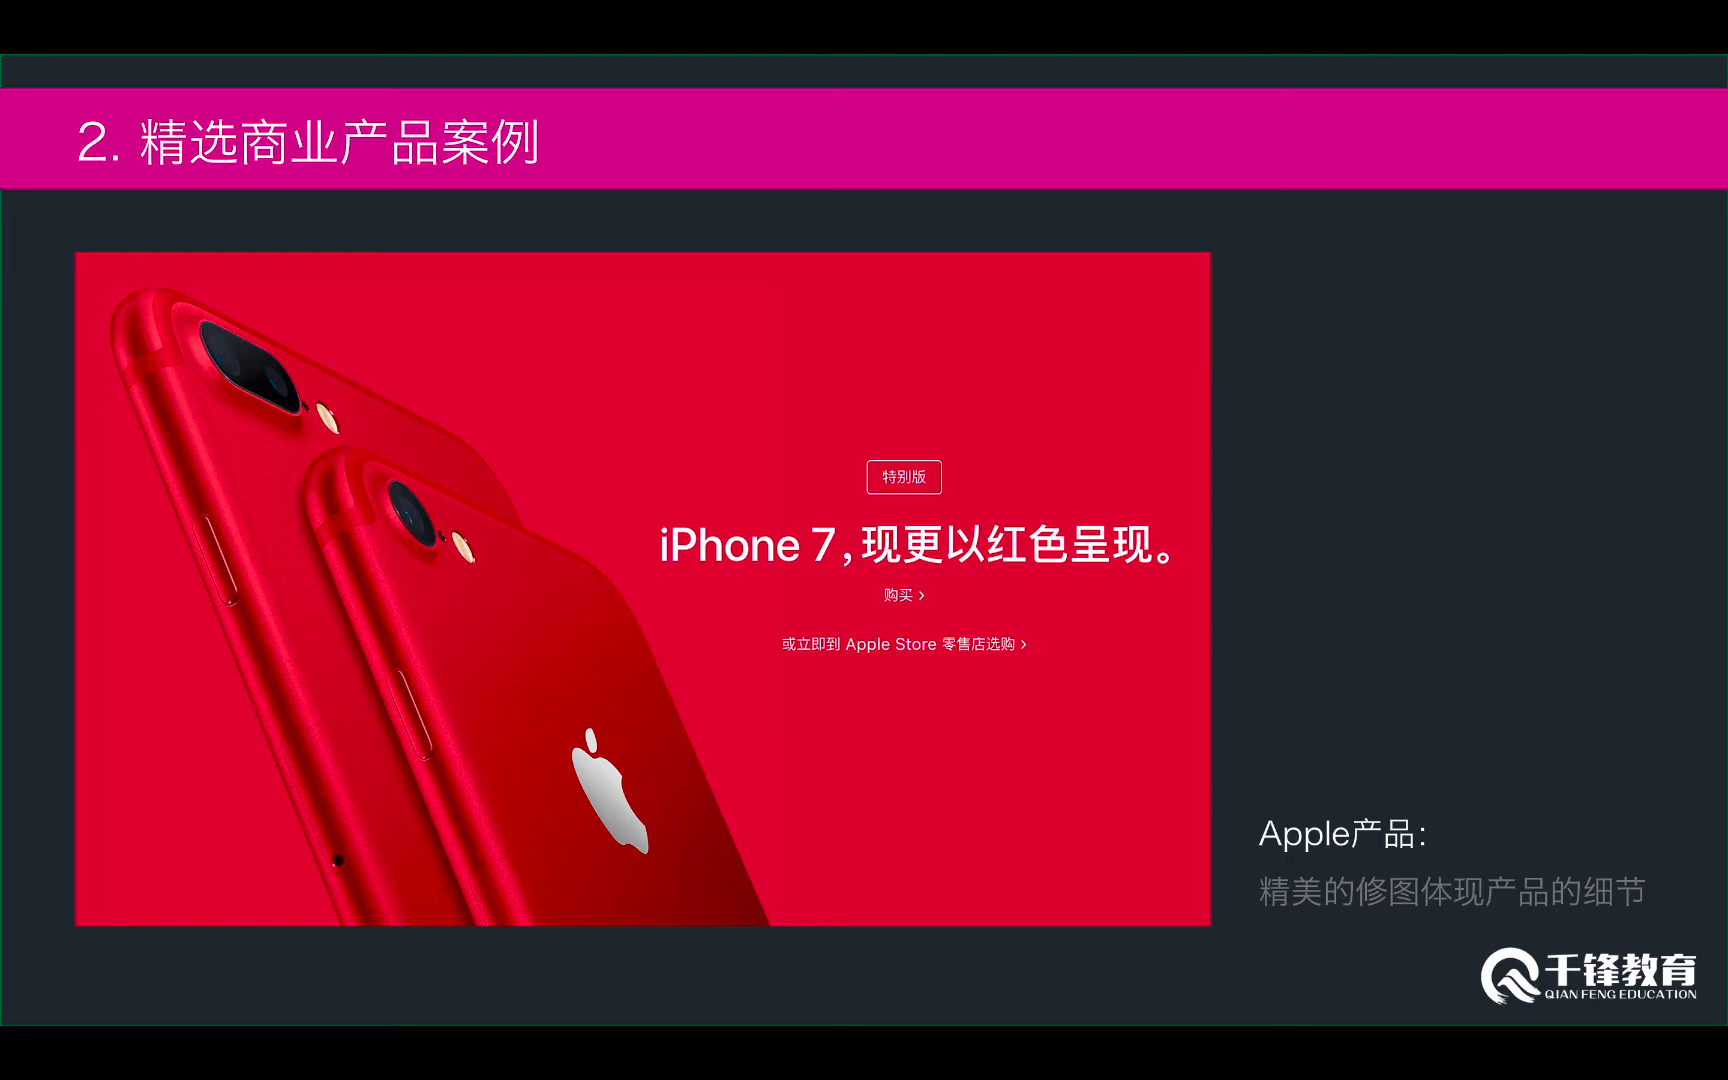 2. 精选商业产品案例
特别版
iPhone 7，现更以红色呈现。
购买 ›
或立即到 Apple Store 零售店选购 ›
Apple产品：
精美的修图体现产品的细节
千锋教育
QIAN FENG EDUCATION